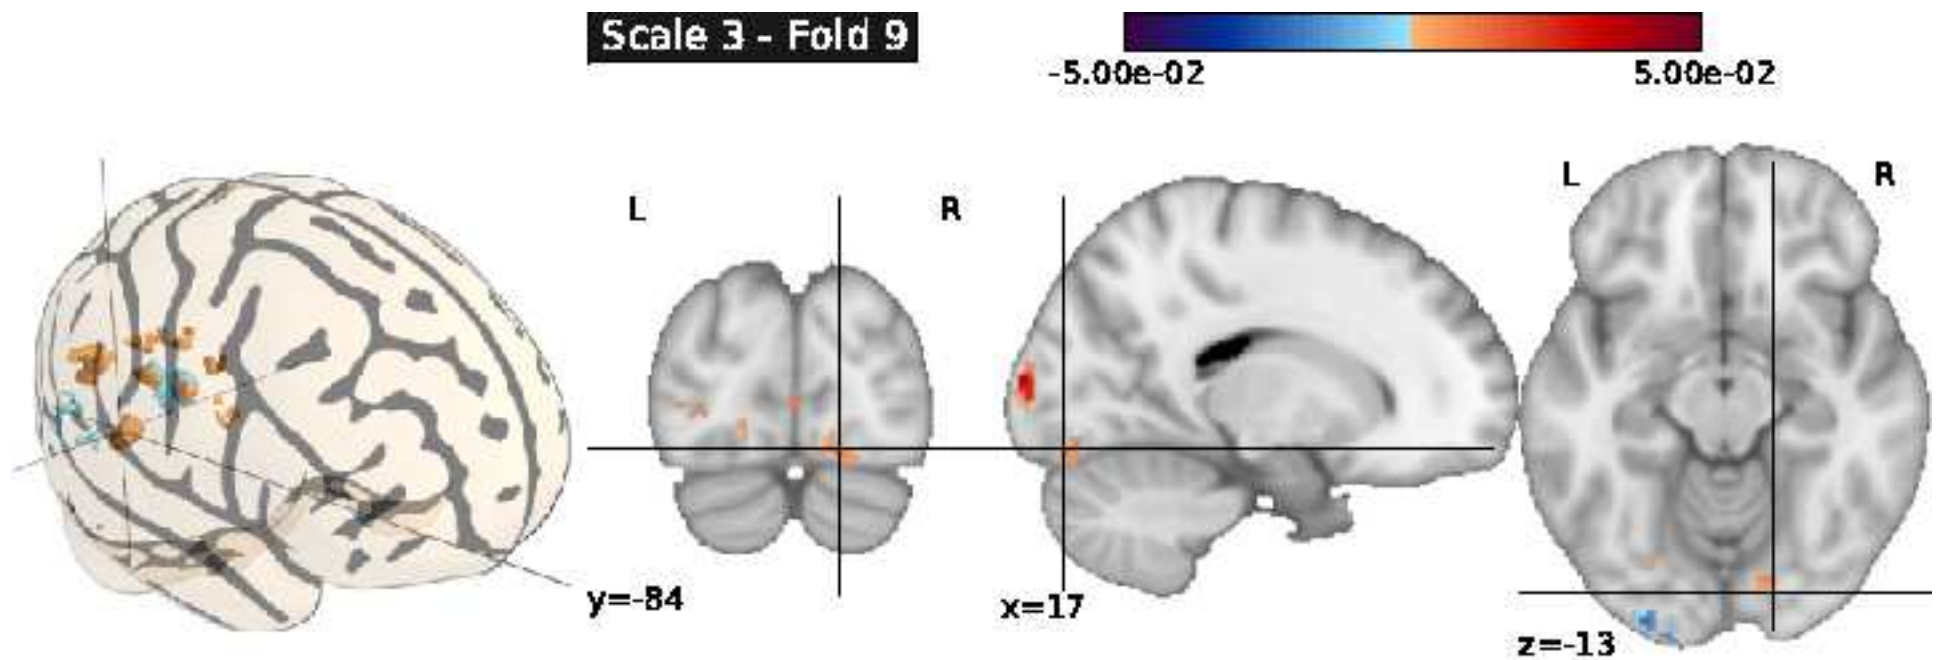 Scale 3 - Fold 9
-5.00e-02
5.00e-02
L
R
L
R
y=-84
x=17
z=-13